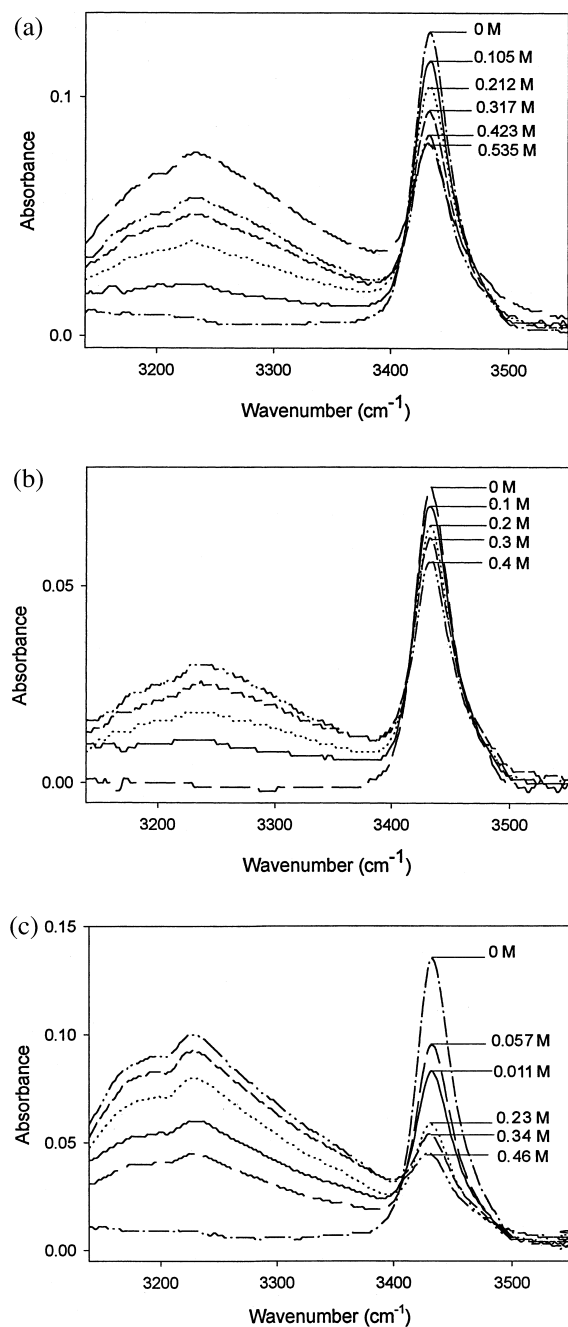 (a)
0 M
0.105 M
0.212 M
0.317 M
0.423 M
0.535 M
0.1
0.0
Absorbance
3200 3300 3400 3500
Wavenumber (cm-1)
(b)
0 M
0.1 M
0.2 M
0.3 M
0.4 M
0.05
0.00
Absorbance
3200 3300 3400 3500
Wavenumber (cm-1)
(c)
0.15
0 M
0.10
0.057 M
0.011 M
0.23 M
0.34 M
0.46 M
0.05
0.00
Absorbance
3200 3300 3400 3500
Wavenumber (cm-1)